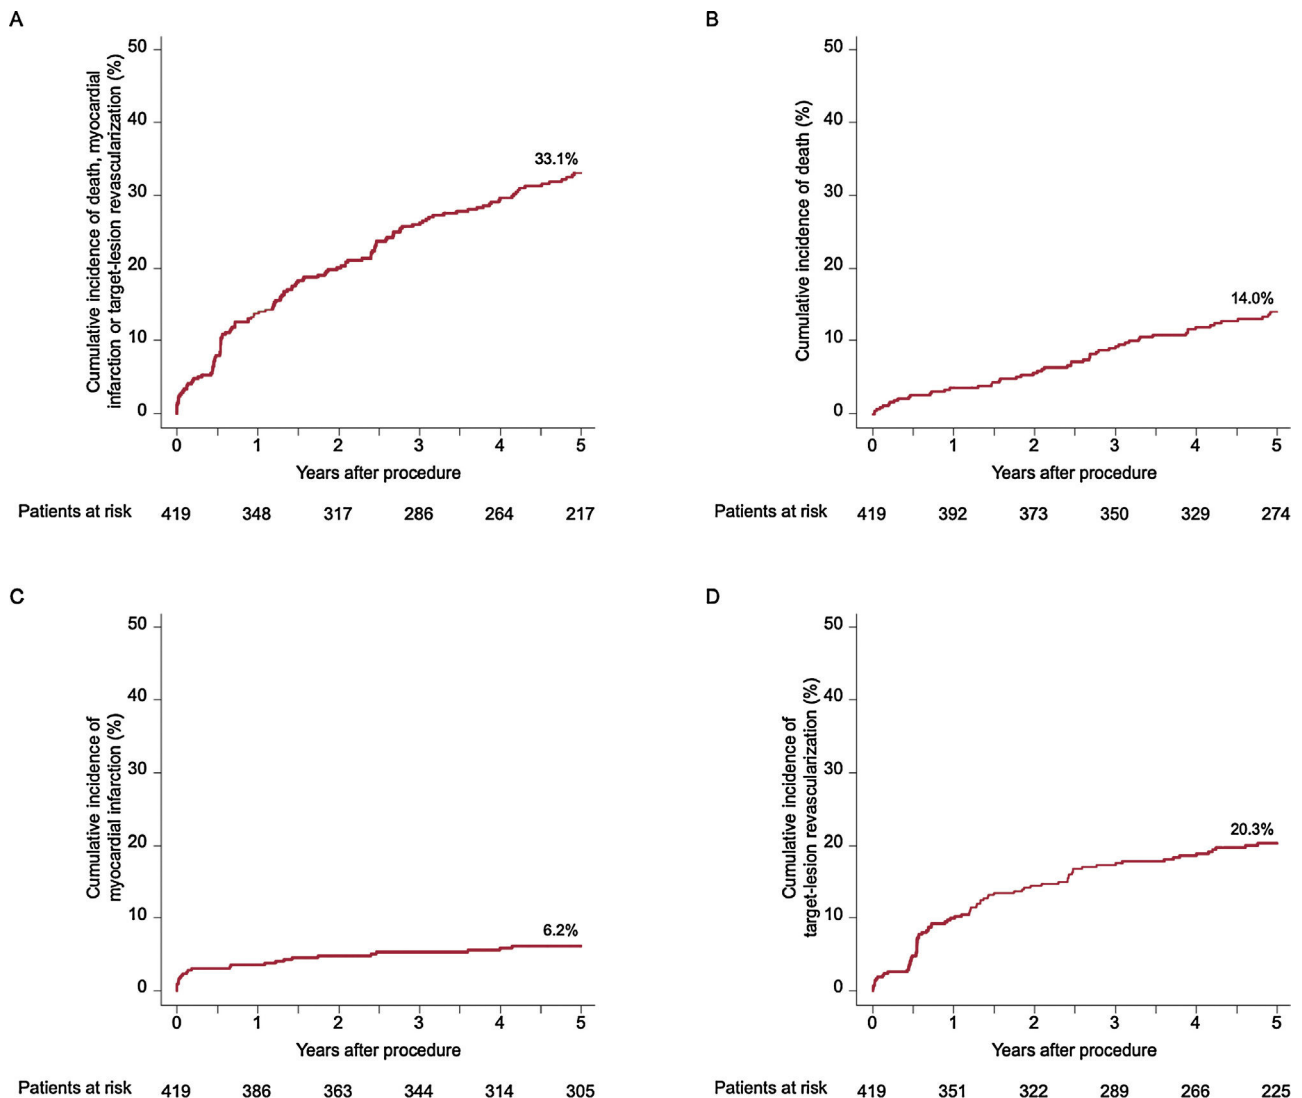 A
Cumulative incidence of death, myocardial
infarction or target-lesion revascularization (%)
50
40
30
20
10
0
33.1%
0 1 2 3 4 5
Years after procedure
Patients at risk 419 348 317 286 264 217
B
Cumulative incidence of death (%)
50
40
30
20
10
0
14.0%
0 1 2 3 4 5
Years after procedure
Patients at risk 419 392 373 350 329 274
C
Cumulative incidence of
myocardial infarction (%)
50
40
30
20
10
0
6.2%
0 1 2 3 4 5
Years after procedure
Patients at risk 419 386 363 344 314 305
D
Cumulative incidence of
target-lesion revascularization (%)
50
40
30
20
10
0
20.3%
0 1 2 3 4 5
Years after procedure
Patients at risk 419 351 322 289 266 225